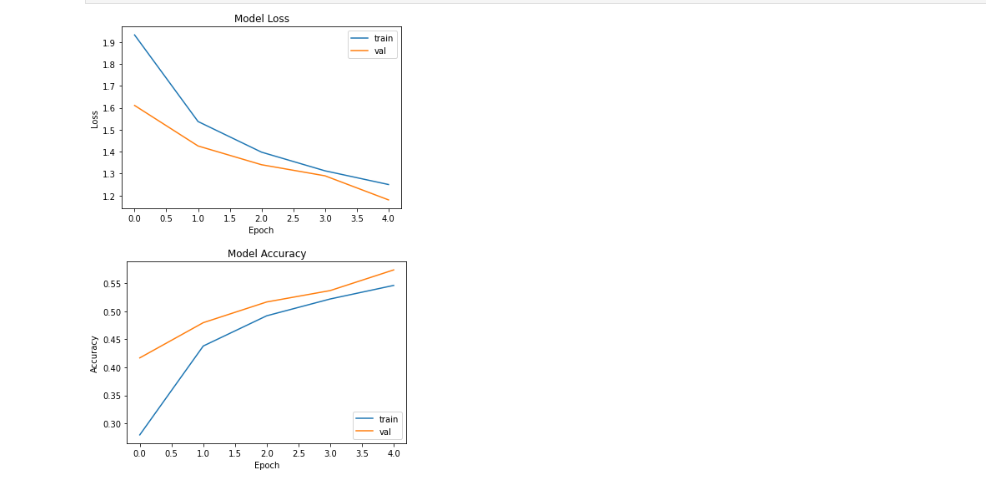 Model Loss
train
val
1.9
1.8
1.7
1.6
1.5
1.4
1.3
1.2
Loss
0.0 0.5 1.0 1.5 2.0 2.5 3.0 3.5 4.0
Epoch
Model Accuracy
0.55
0.50
0.45
0.40
0.35
0.30
Accuracy
train
val
0.0 0.5 1.0 1.5 2.0 2.5 3.0 3.5 4.0
Epoch